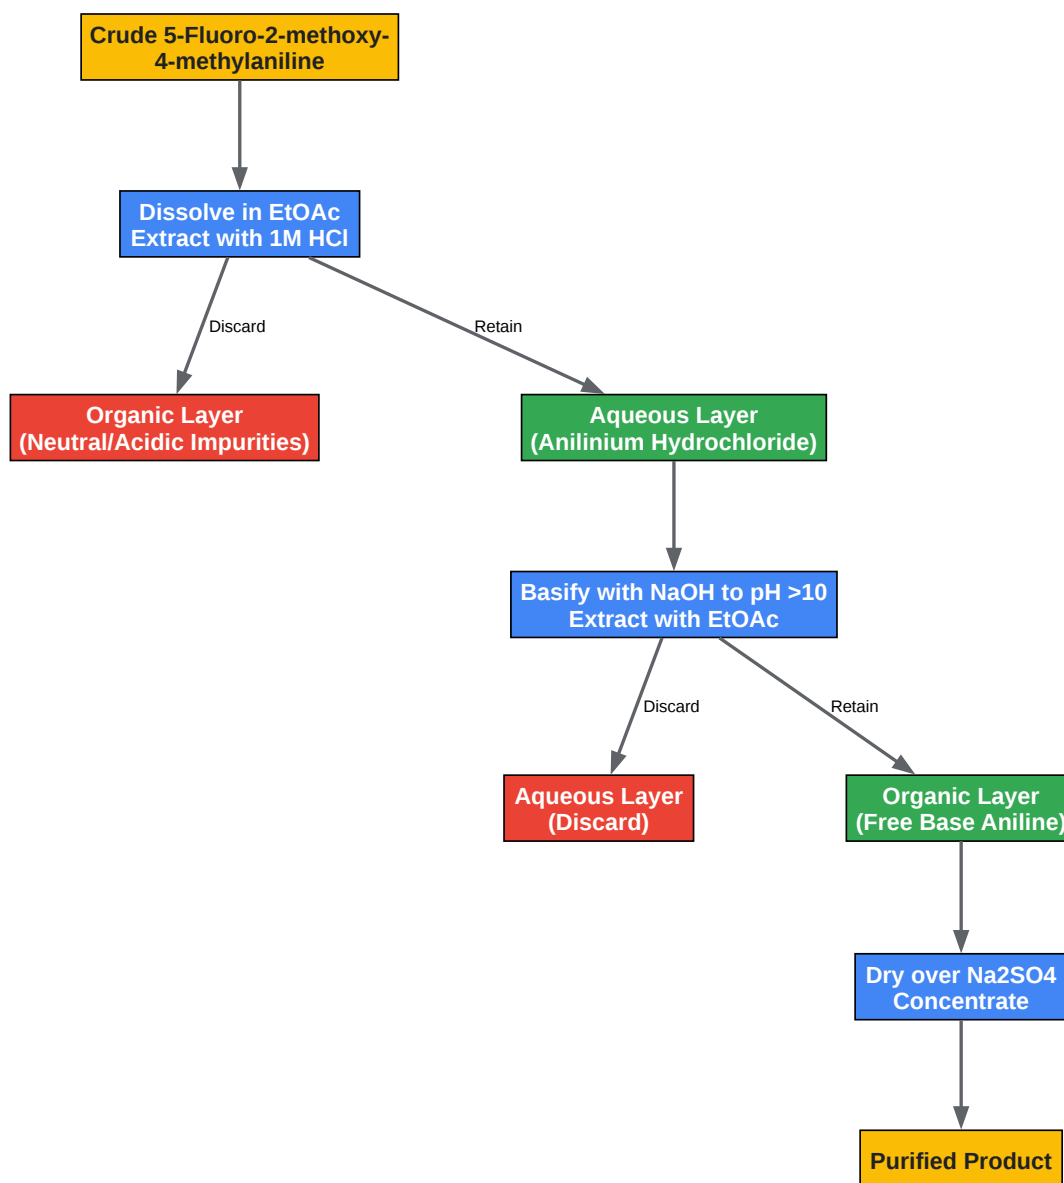 Crude 5-Fluoro-2-methoxy-
4-methylaniline
Dissolve in EtOAc
Extract with 1M HCl
Discard
Retain
Organic Layer
(Neutral/Acidic Impurities)
Aqueous Layer
(Anilinium Hydrochloride)
Basify with NaOH to pH >10
Extract with EtOAc
Discard
Retain
Aqueous Layer
(Discard)
Organic Layer
(Free Base Aniline)
Dry over Na2SO4
Concentrate
Purified Product